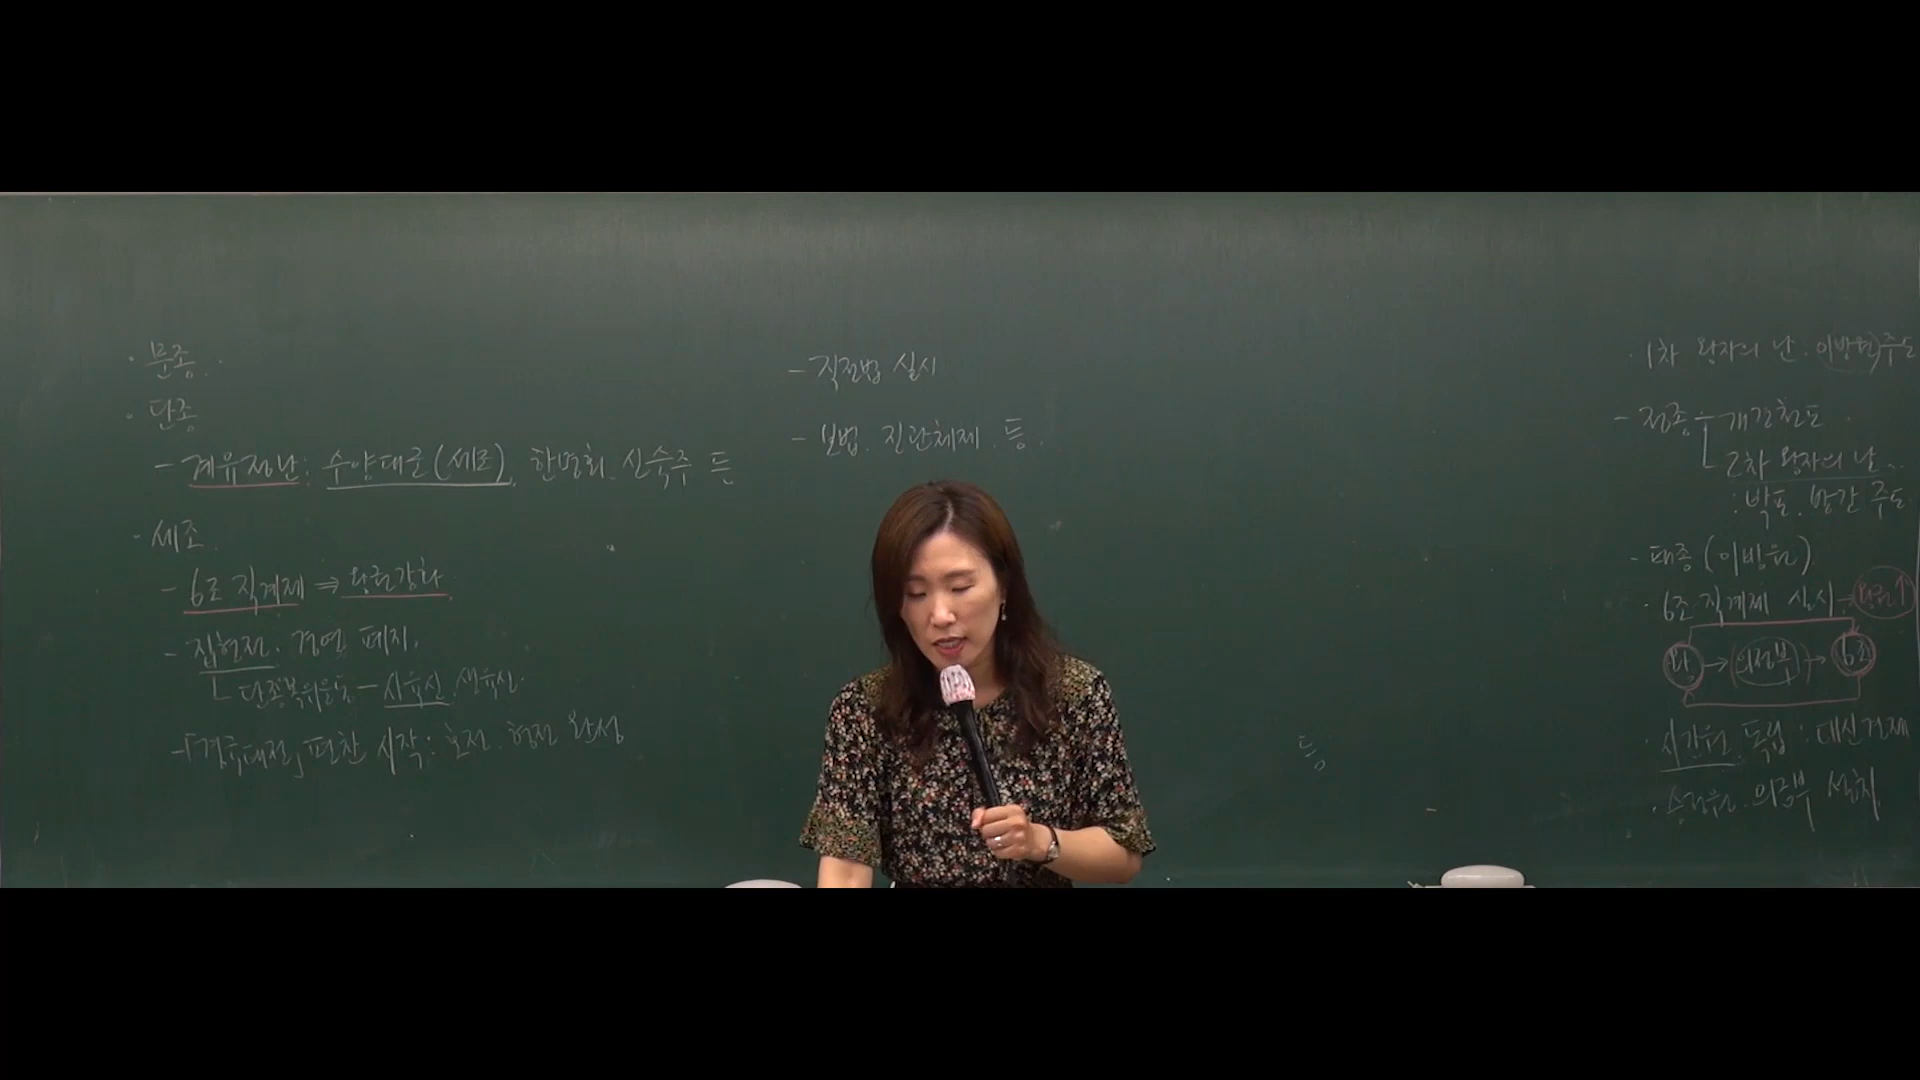 · 문종.
· 단종
- 계유정난: 수양대군(세조), 한명회. 신숙주 등
· 세조.
- 6조 직계제 ⇒ 왕권강화.
- 집현전. 경연 폐지.
└ 단종복위운동 - 사육신. 생육신.
- 「경국대전」 편찬 시작: 호전. 형전 완성
- 직전법 실시
- 보법. 진관체제. 등.
등
· 1차 왕자의 난. 이방원 주도
- 정종 - 개경천도.
└ 2차 왕자의 난..
: 박포. 방간 주도
- 태종 (이방원)
· 6조 직계제 실시 → 왕권↑
왕 → 의정부 → 6조
· 사간원 독립 : 대신견제
· 승정원. 의금부 설치.